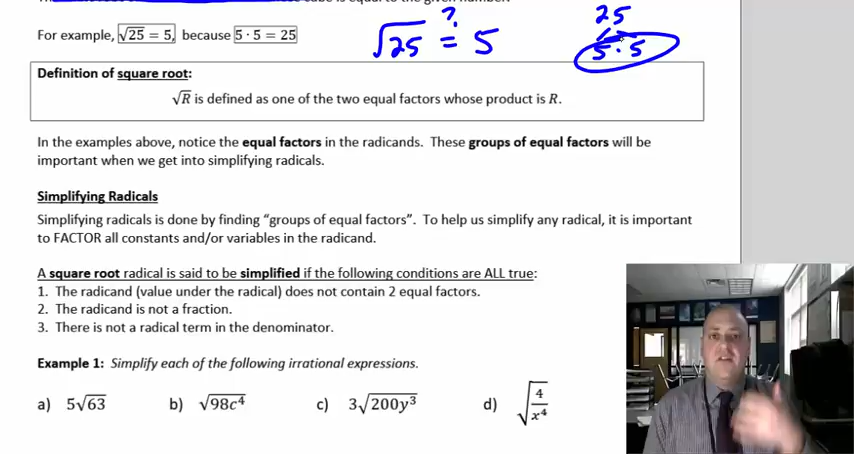 cube is equal to the given number.
For example, √25 = 5, because 5 · 5 = 25
√25 ?= 5
25
5 · 5
Definition of square root:
√R is defined as one of the two equal factors whose product is R.
In the examples above, notice the equal factors in the radicands. These groups of equal factors will be
important when we get into simplifying radicals.
Simplifying Radicals
Simplifying radicals is done by finding “groups of equal factors”. To help us simplify any radical, it is important
to FACTOR all constants and/or variables in the radicand.
A square root radical is said to be simplified if the following conditions are ALL true:
1. The radicand (value under the radical) does not contain 2 equal factors.
2. The radicand is not a fraction.
3. There is not a radical term in the denominator.
Example 1: Simplify each of the following irrational expressions.
a) 5√63 b) √98c⁴ c) 3√200y³ d) √4/x⁴